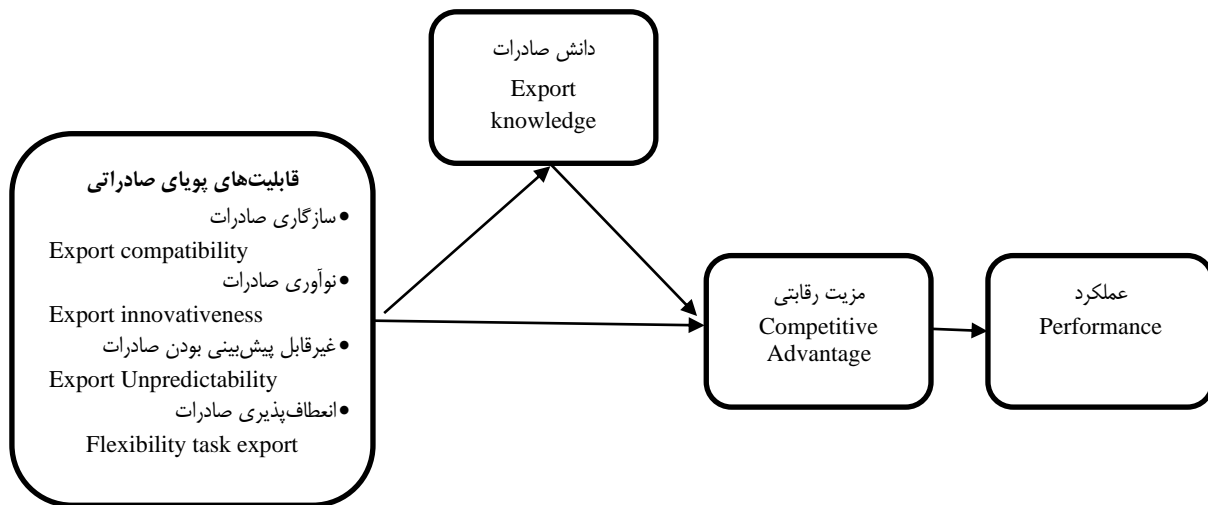 دانش صادرات
Export
knowledge
قابلیت‌های پویای صادراتی
•سازگاری صادرات
Export compatibility
•نوآوری صادرات
Export innovativeness
•غیرقابل پیش‌بینی بودن صادرات
Export Unpredictability
•انعطاف‌پذیری صادرات
Flexibility task export
مزیت رقابتی
Competitive
Advantage
عملکرد
Performance